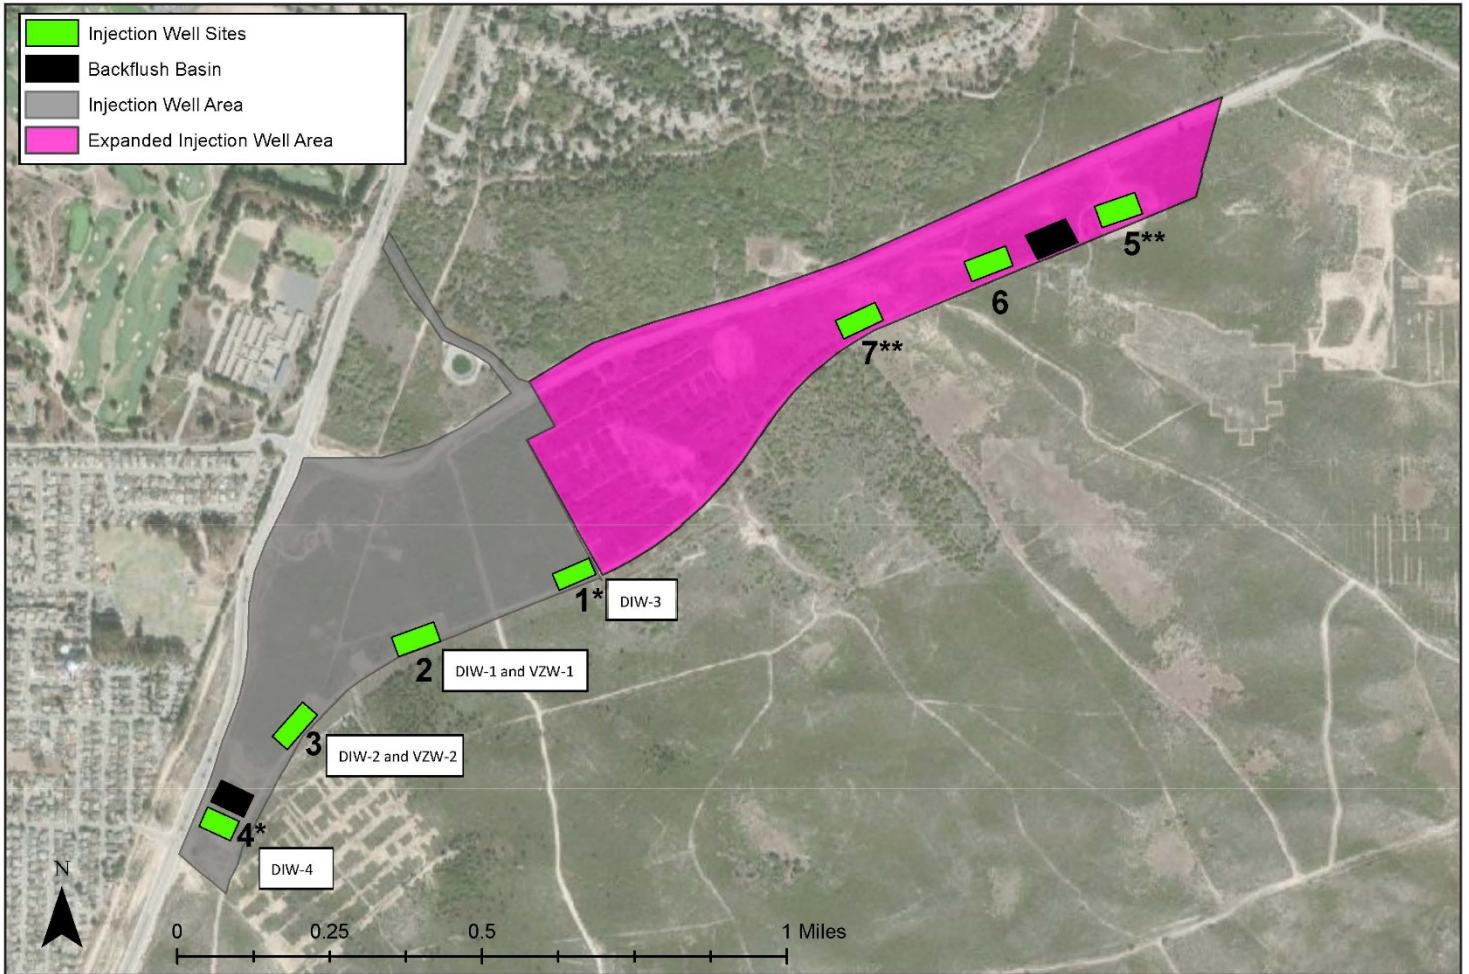 Injection Well Sites
Backflush Basin
Injection Well Area
Expanded Injection Well Area
5**
6
7**
1*
DIW-3
2
DIW-1 and VZW-1
3
DIW-2 and VZW-2
4*
DIW-4
N
0 0.25 0.5 1 Miles